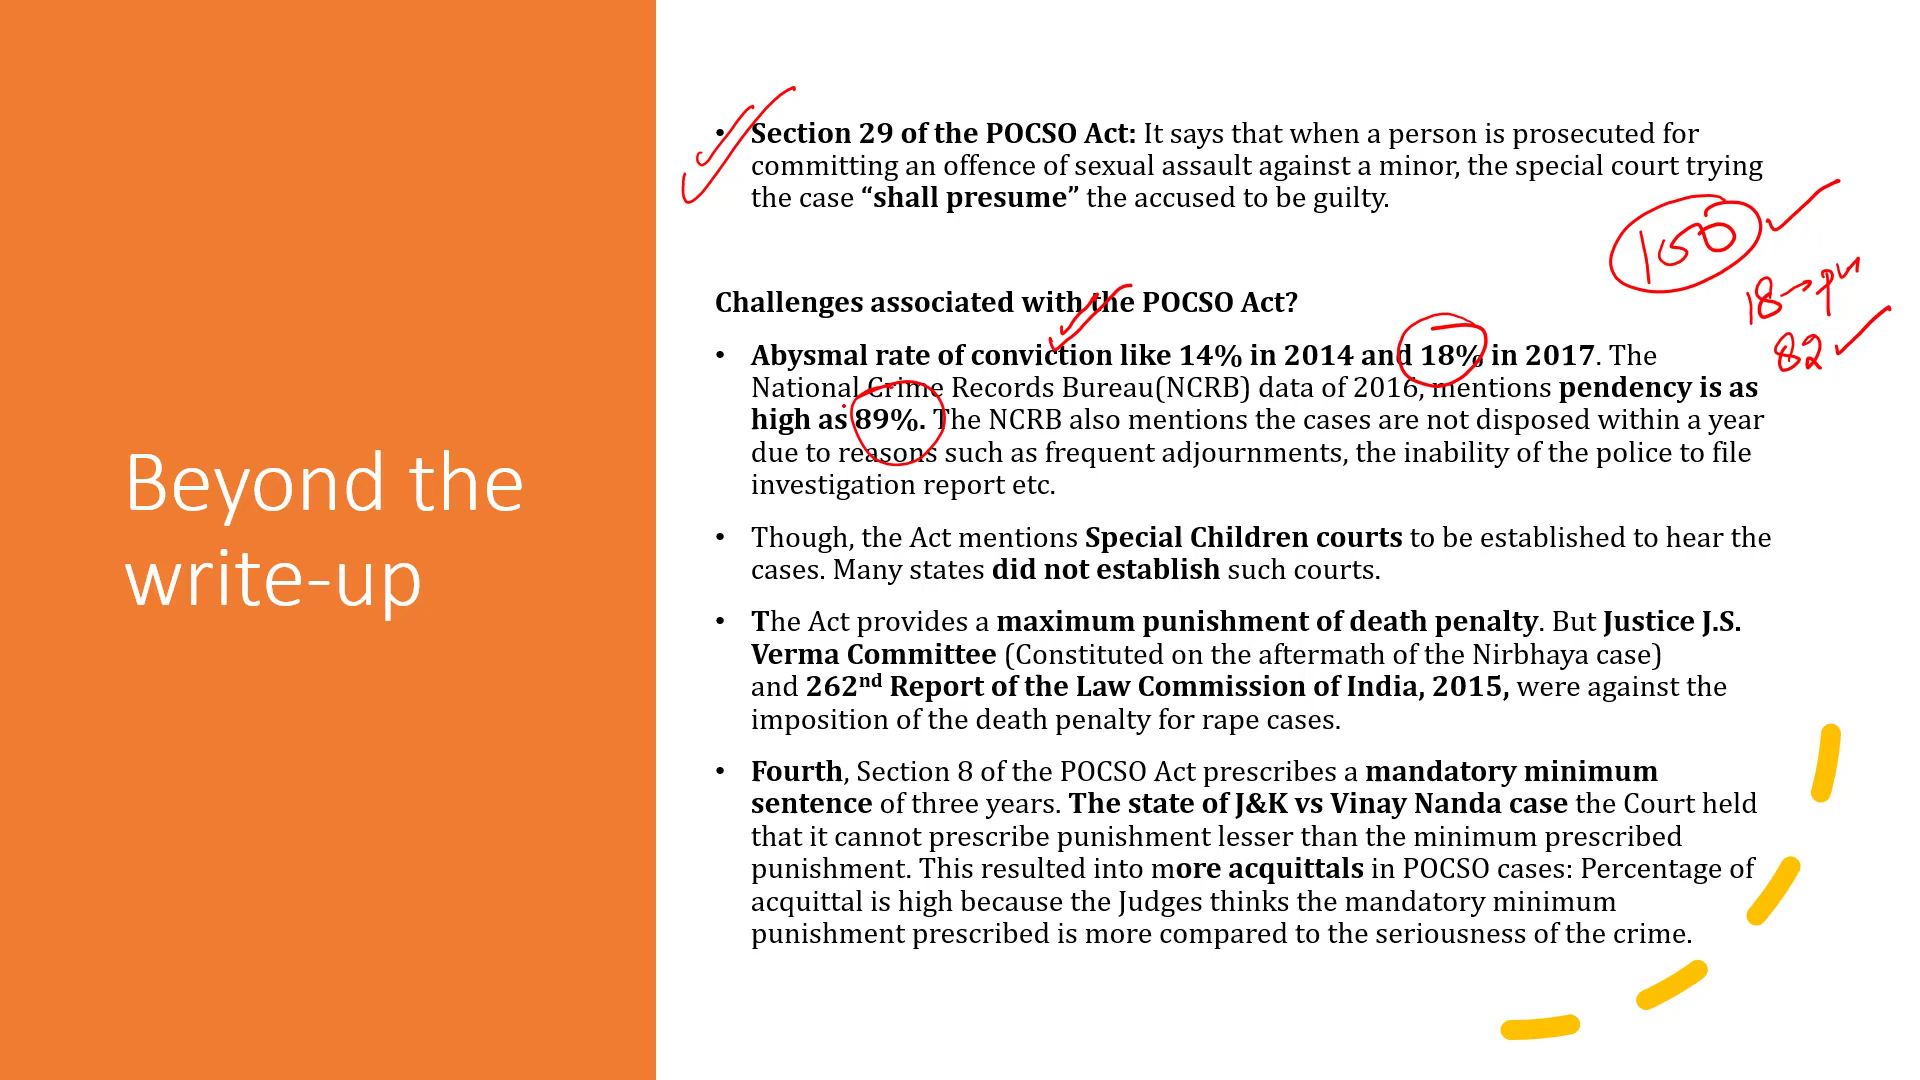 Beyond the
write-up
• Section 29 of the POCSO Act: It says that when a person is prosecuted for
committing an offence of sexual assault against a minor, the special court trying
the case “shall presume” the accused to be guilty.
100
18→
82
Challenges associated with the POCSO Act?
• Abysmal rate of conviction like 14% in 2014 and 18% in 2017. The
National Crime Records Bureau(NCRB) data of 2016, mentions pendency is as
high as 89%. The NCRB also mentions the cases are not disposed within a year
due to reasons such as frequent adjournments, the inability of the police to file
investigation report etc.
• Though, the Act mentions Special Children courts to be established to hear the
cases. Many states did not establish such courts.
• The Act provides a maximum punishment of death penalty. But Justice J.S.
Verma Committee (Constituted on the aftermath of the Nirbhaya case)
and 262nd Report of the Law Commission of India, 2015, were against the
imposition of the death penalty for rape cases.
• Fourth, Section 8 of the POCSO Act prescribes a mandatory minimum
sentence of three years. The state of J&K vs Vinay Nanda case the Court held
that it cannot prescribe punishment lesser than the minimum prescribed
punishment. This resulted into more acquittals in POCSO cases: Percentage of
acquittal is high because the Judges thinks the mandatory minimum
punishment prescribed is more compared to the seriousness of the crime.